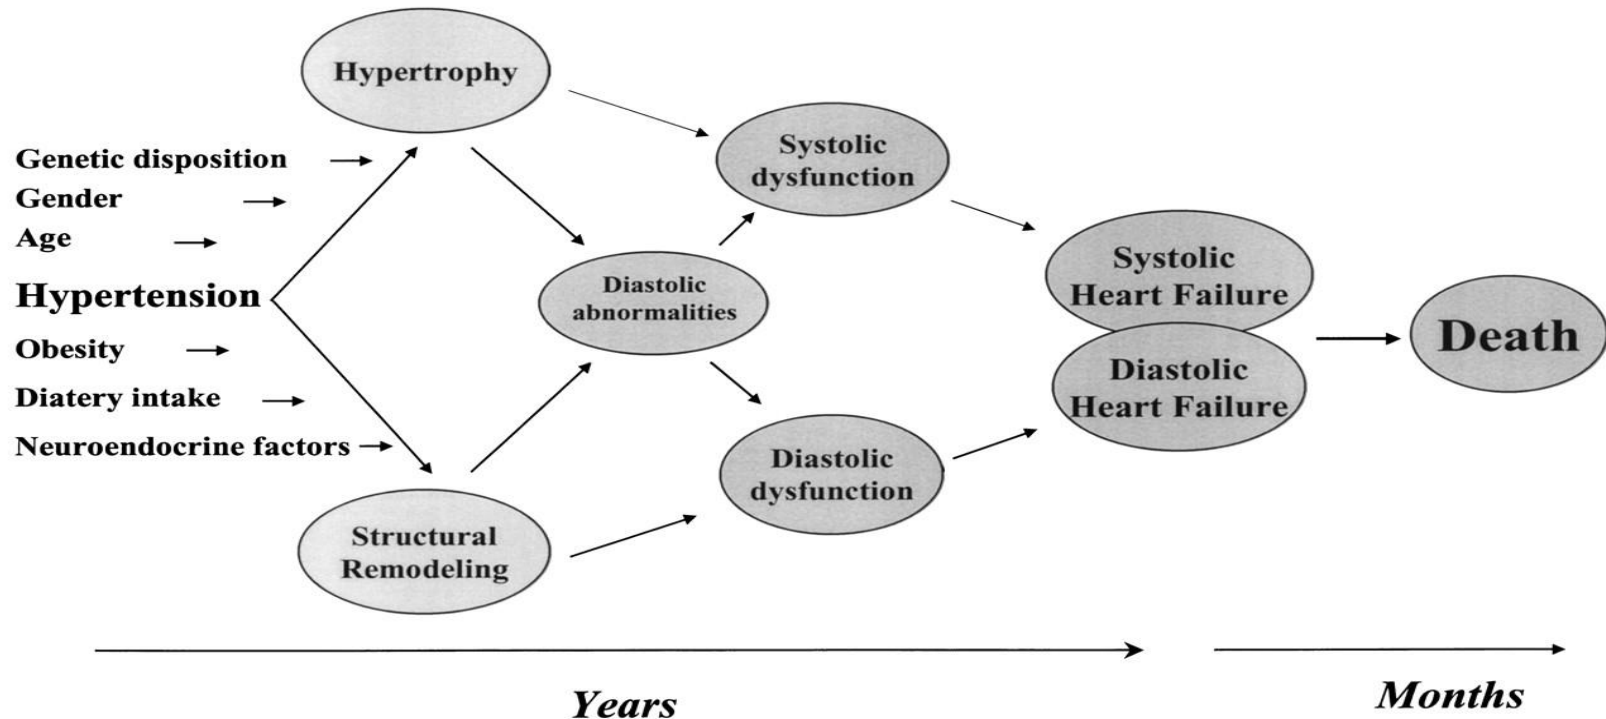 Hypertrophy
Genetic disposition
Gender
Age
Hypertension
Obesity
Diatery intake
Neuroendocrine factors
Structural
Remodeling
Diastolic
abnormalities
Systolic
dysfunction
Diastolic
dysfunction
Systolic
Heart Failure
Diastolic
Heart Failure
Death
Years
Months